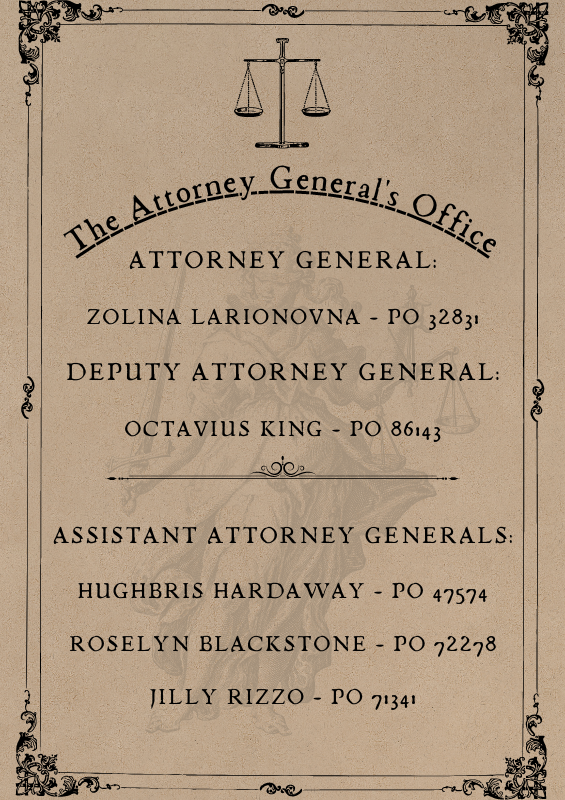 The Attorney General's Office
ATTORNEY GENERAL:
ZOLINA LARIONOVNA - PO 32831
DEPUTY ATTORNEY GENERAL:
OCTAVIUS KING - PO 86143
ASSISTANT ATTORNEY GENERALS:
HUGHBRIS HARDAWAY - PO 47574
ROSELYN BLACKSTONE - PO 72278
JILLY RIZZO - PO 71341